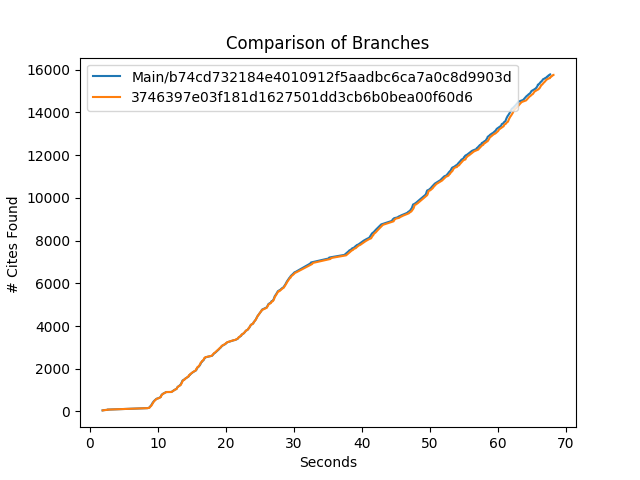 Comparison of Branches
Main/b74cd732184e4010912f5aadbc6ca7a0c8d9903d
3746397e03f181d1627501dd3cb6b0bea00f60d6
# Cites Found
16000
14000
12000
10000
8000
6000
4000
2000
0
0 10 20 30 40 50 60 70
Seconds